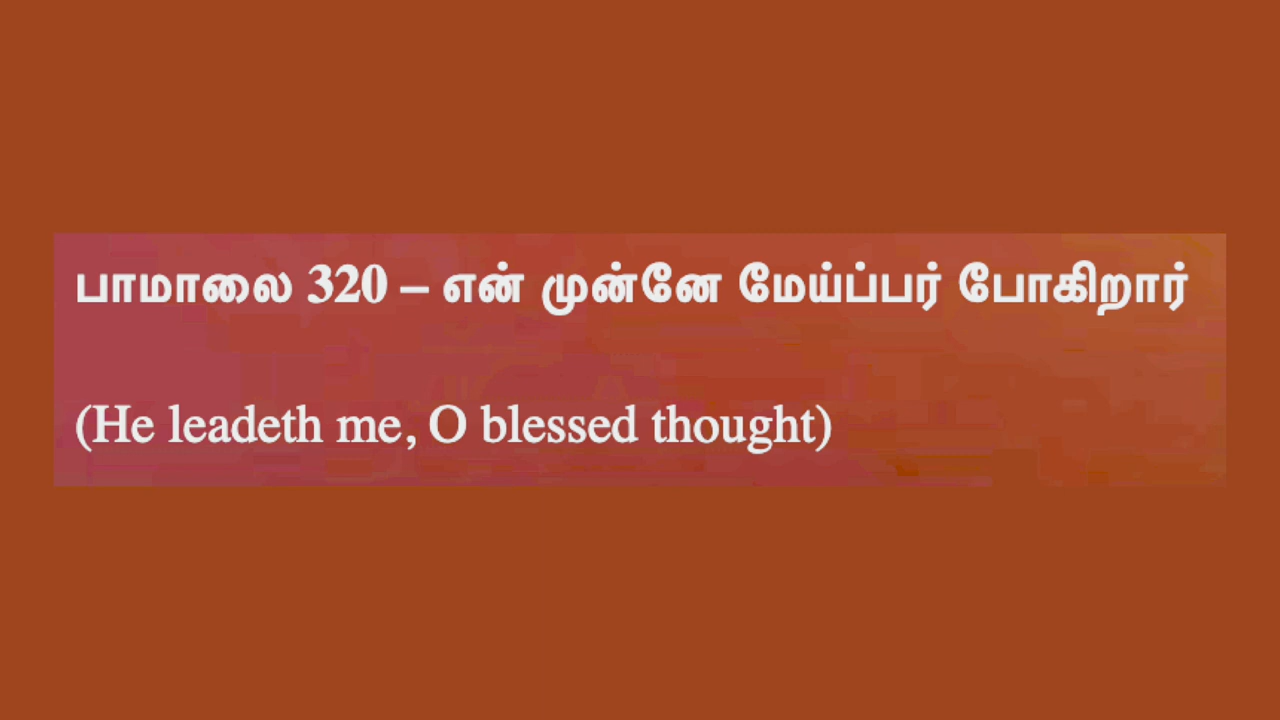 பாமாலை 320 – என் முன்னே மேய்ப்பர் போகிறார்
(He leadeth me, O blessed thought)